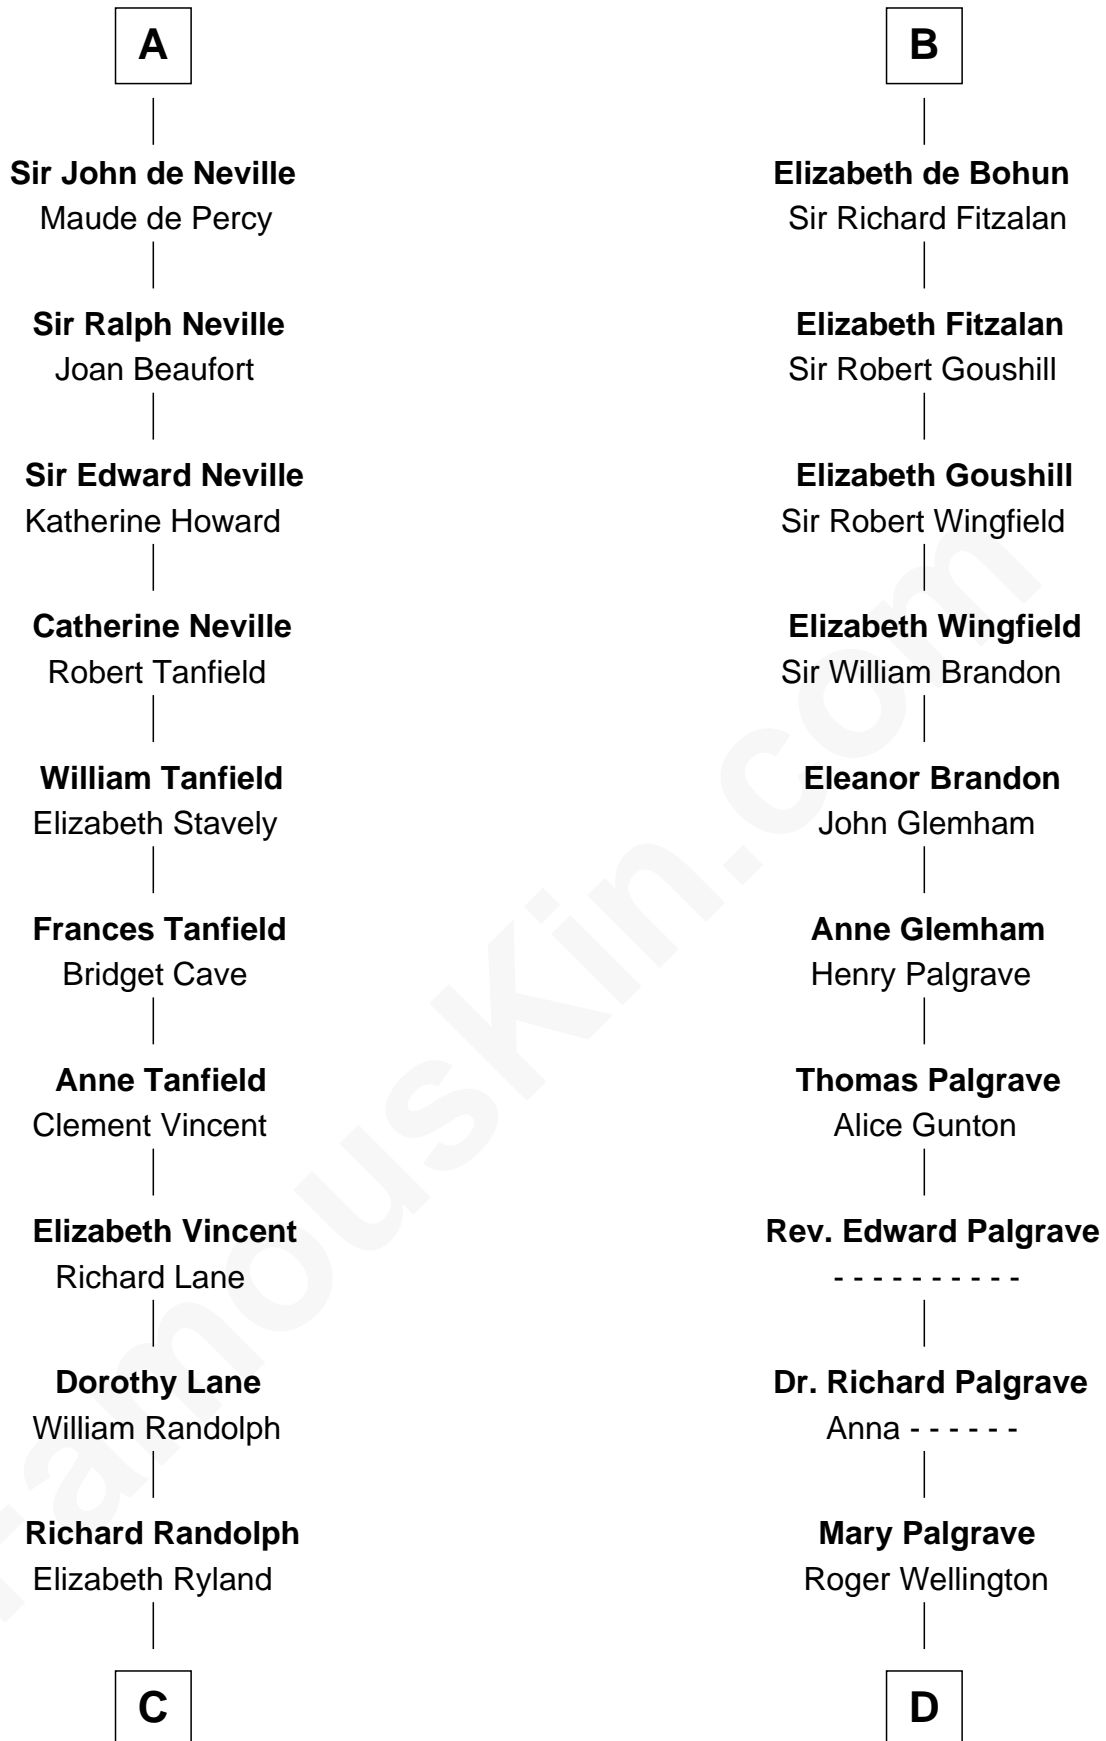 A
Sir John de Neville
Maude de Percy
Sir Ralph Neville
Joan Beaufort
Sir Edward Neville
Katherine Howard
Catherine Neville
Robert Tanfield
William Tanfield
Elizabeth Stavely
Frances Tanfield
Bridget Cave
Anne Tanfield
Clement Vincent
Elizabeth Vincent
Richard Lane
Dorothy Lane
William Randolph
Richard Randolph
Elizabeth Ryland
C
B
Elizabeth de Bohun
Sir Richard Fitzalan
Elizabeth Fitzalan
Sir Robert Goushill
Elizabeth Goushill
Sir Robert Wingfield
Elizabeth Wingfield
Sir William Brandon
Eleanor Brandon
John Glemham
Anne Glemham
Henry Palgrave
Thomas Palgrave
Alice Gunton
Rev. Edward Palgrave
- - - - - - - - - -
Dr. Richard Palgrave
Anna - - - - - -
Mary Palgrave
Roger Wellington
D
FamousKin.com